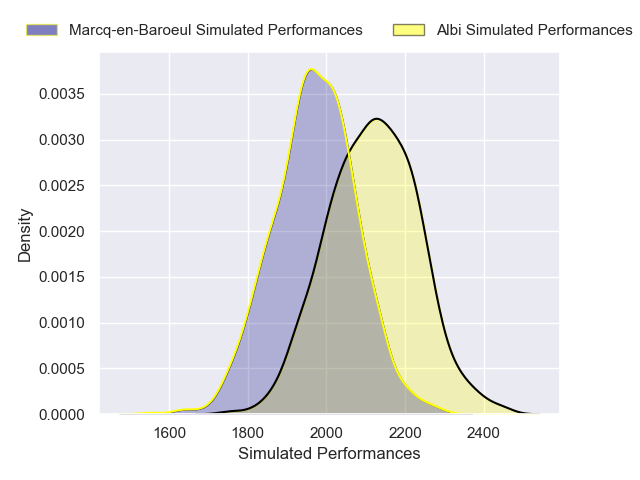 Marcq-en-Baroeul Simulated Performances Albi Simulated Performances
0.0035
0.0030
0.0025
0.0020
0.0015
0.0010
0.0005
0.0000
Density
1600 1800 2000 2200 2400
Simulated Performances